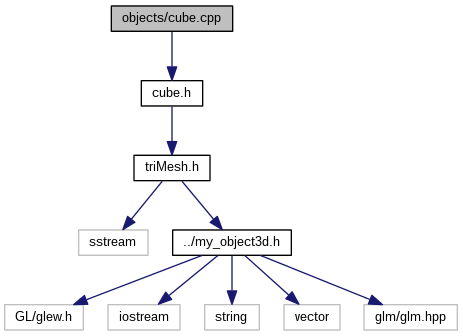 objects/cube.cpp
cube.h
triMesh.h
sstream
../my_object3d.h
GL/glew.h
iostream
string
vector
glm/glm.hpp